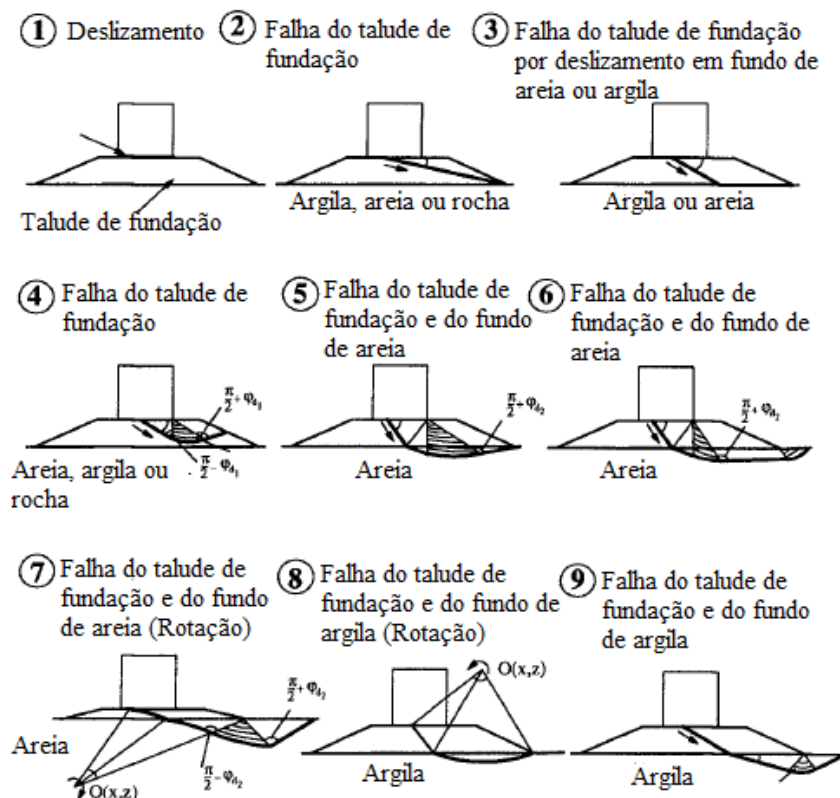 1 Deslizamento
2 Falha do talude de
fundação
3 Falha do talude de fundação
por deslizamento em fundo de
areia ou argila
Talude de fundação
Argila, areia ou rocha
Argila ou areia
4 Falha do talude de
fundação
5 Falha do talude de
fundação e do fundo
de areia
6 Falha do talude de
fundação e do fundo de
areia
π/2 + φd₁
π/2 - φd₁
Areia, argila ou
rocha
π/2 + φd₂
Areia
π/2 + φd₂
Areia
7 Falha do talude de
fundação e do fundo
de areia (Rotação)
8 Falha do talude de
fundação e do fundo de
argila (Rotação)
9 Falha do talude de
fundação e do fundo
de argila
π/2 + φd₂
π/2 - φd₂
Areia
O(x,z)
O(x,z)
Argila
Argila